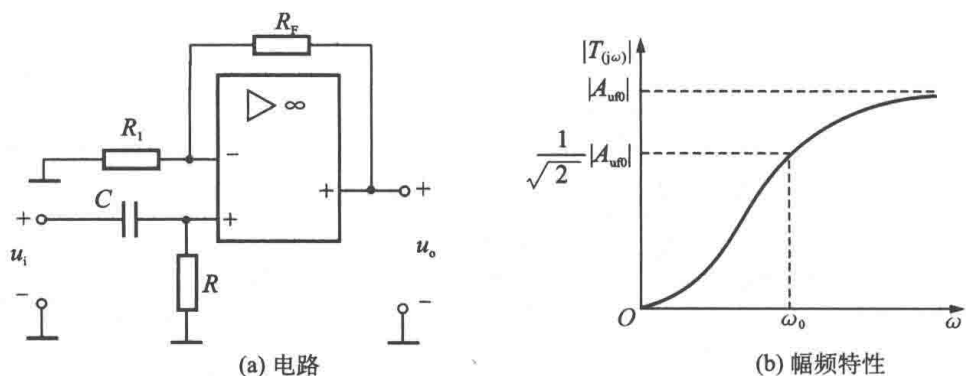 R_F
▷ ∞
R_1
−
+
C
+
+
+
u_i
u_o
R
−
−
(a) 电路
|T_(jω)|
|A_uf0|
1/√2 |A_uf0|
O
ω_0
ω
(b) 幅频特性